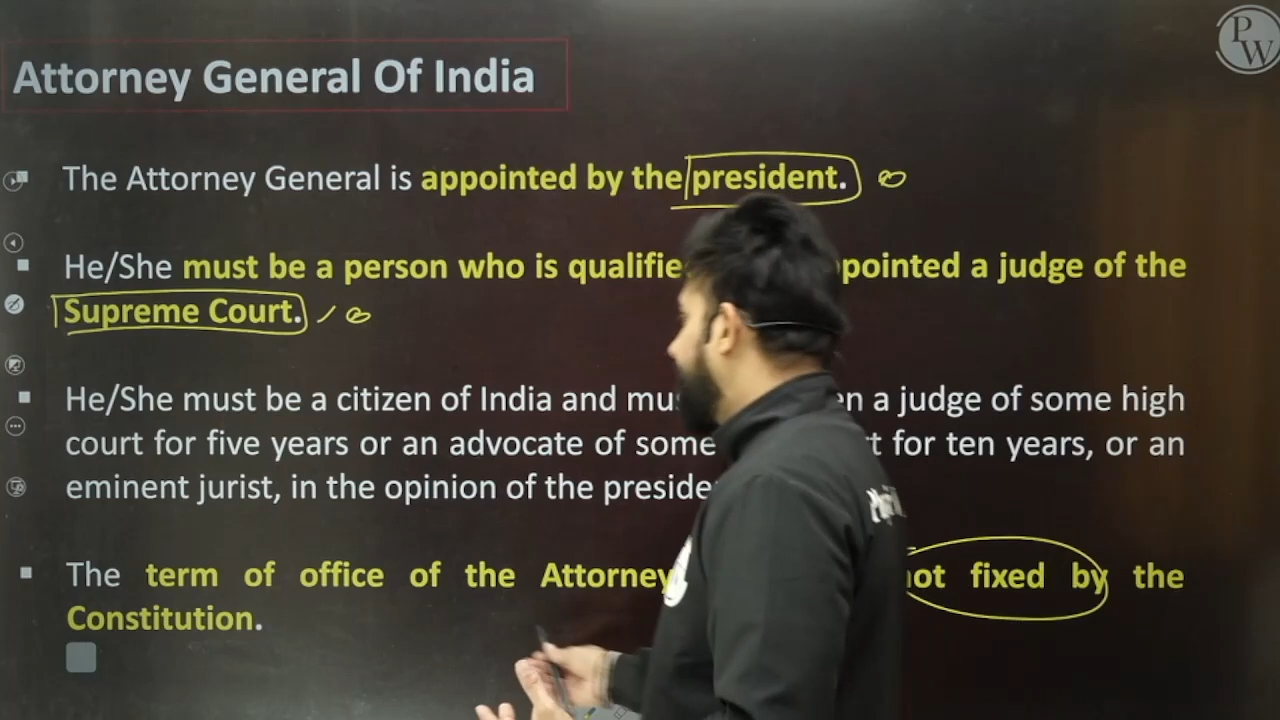 PW
Attorney General Of India
The Attorney General is appointed by the president.
He/She must be a person who is qualifie pointed a judge of the
Supreme Court.
He/She must be a citizen of India and mus en a judge of some high
court for five years or an advocate of some t for ten years, or an
eminent jurist, in the opinion of the preside
The term of office of the Attorney not fixed by the
Constitution.